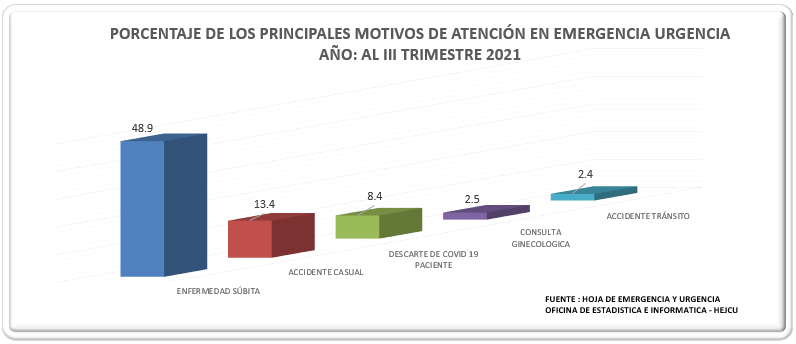 PORCENTAJE DE LOS PRINCIPALES MOTIVOS DE ATENCIÓN EN EMERGENCIA URGENCIA
AÑO: AL III TRIMESTRE 2021
48.9
13.4
8.4
2.5
2.4
ENFERMEDAD SÚBITA
ACCIDENTE CASUAL
DESCARTE DE COVID 19
PACIENTE
CONSULTA
GINECOLOGICA
ACCIDENTE TRÁNSITO
FUENTE : HOJA DE EMERGENCIA Y URGENCIA
OFICINA DE ESTADISTICA E INFORMATICA - HEJCU